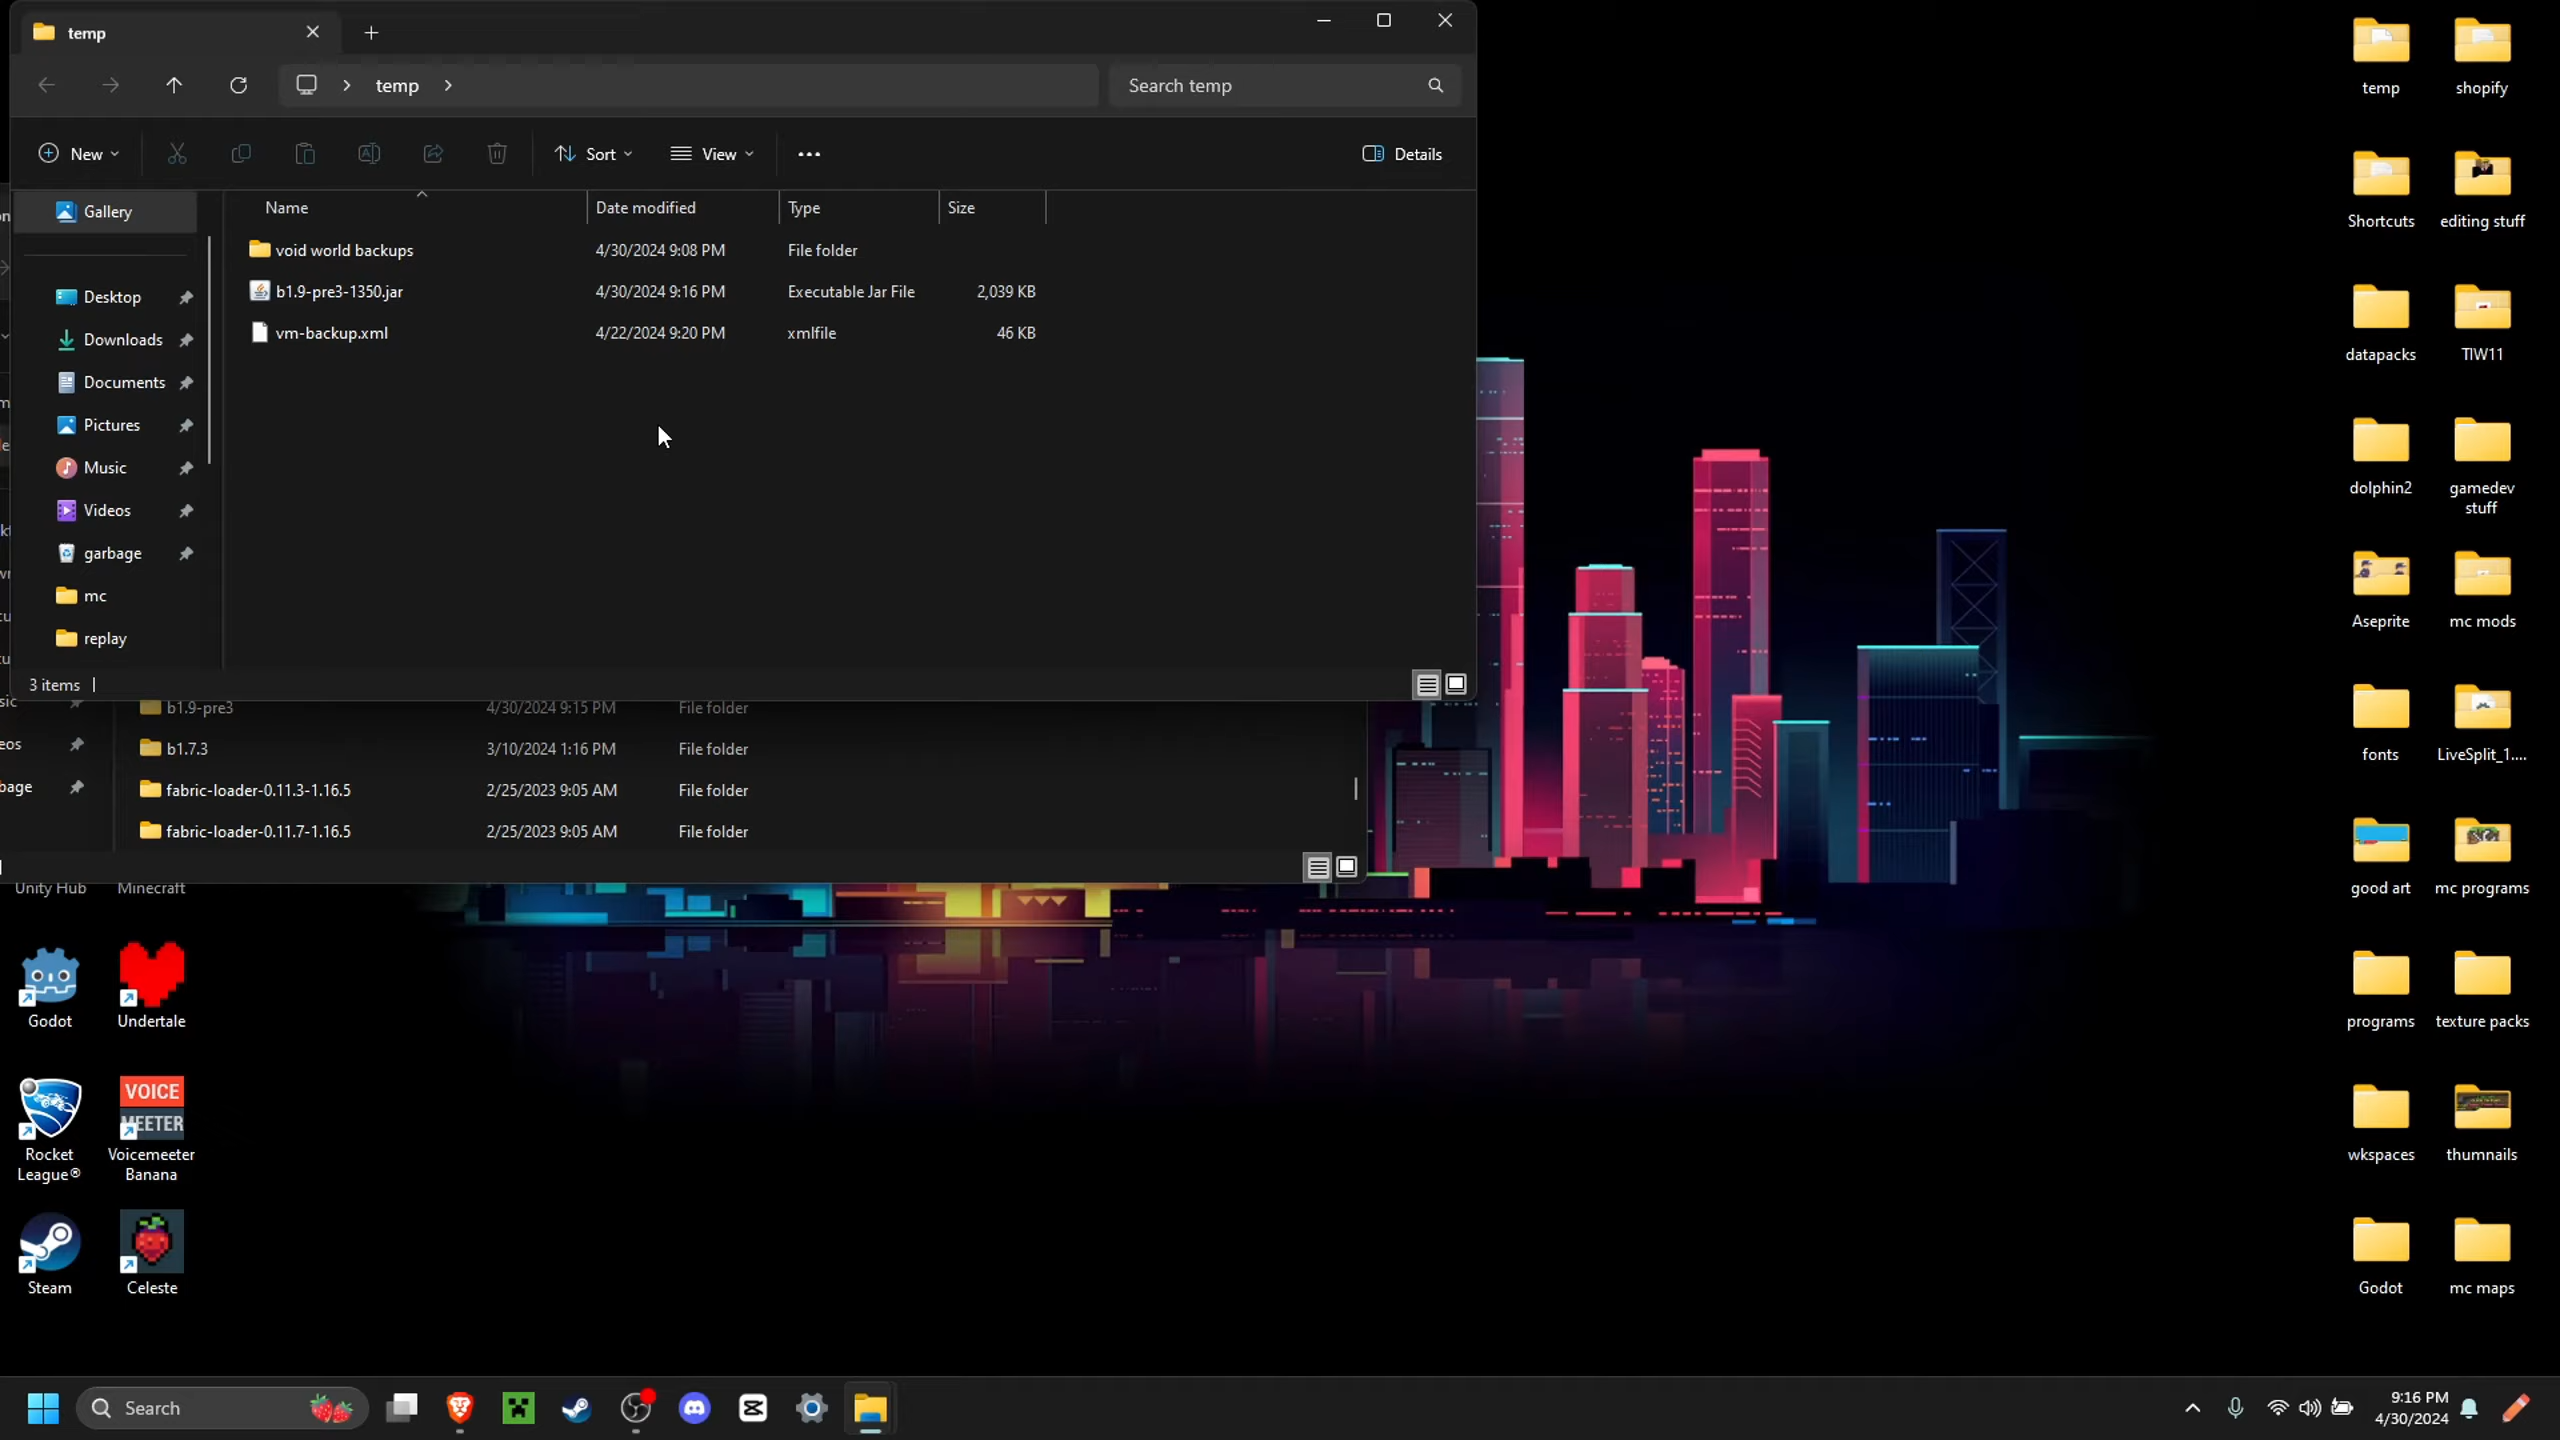 temp
temp
Search temp
New
Sort
View
Details
Gallery
Desktop
Downloads
Documents
Pictures
Music
Videos
garbage
mc
replay
Name
Date modified
Type
Size
void world backups
4/30/2024 9:08 PM
File folder
b1.9-pre3-1350.jar
4/30/2024 9:16 PM
Executable Jar File
2,039 KB
vm-backup.xml
4/22/2024 9:20 PM
xmlfile
46 KB
3 items
b1.9-pre3
4/30/2024 9:15 PM
File folder
b1.7.3
3/10/2024 1:16 PM
File folder
fabric-loader-0.11.3-1.16.5
2/25/2023 9:05 AM
File folder
fabric-loader-0.11.7-1.16.5
2/25/2023 9:05 AM
File folder
Unity Hub
Minecraft
Godot
Undertale
VOICE
MEETER
Rocket
League®
Voicemeeter
Banana
Steam
Celeste
temp
shopify
Shortcuts
editing stuff
datapacks
TIW11
dolphin2
gamedev
stuff
Aseprite
mc mods
fonts
LiveSplit_1....
good art
mc programs
programs
texture packs
wkspaces
thumnails
Godot
mc maps
Search
9:16 PM
4/30/2024